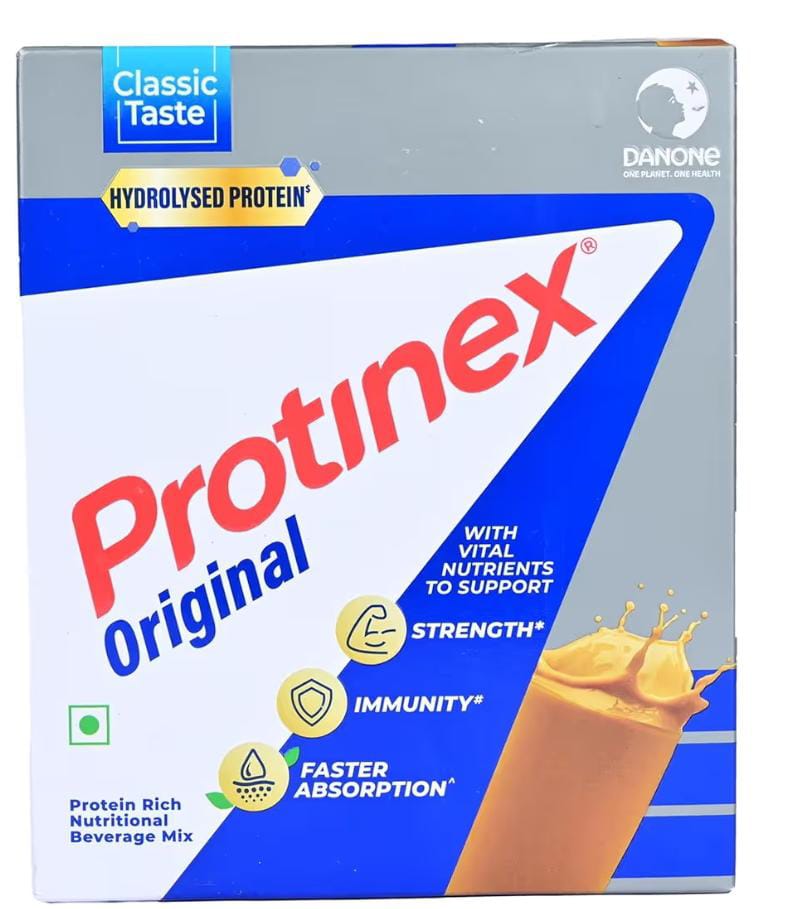 Classic
Taste
DANONE
ONE PLANET. ONE HEALTH
HYDROLYSED PROTEIN$
Protinex®
Original
WITH
VITAL
NUTRIENTS
TO SUPPORT
STRENGTH*
IMMUNITY#
FASTER
ABSORPTION^
Protein Rich
Nutritional
Beverage Mix